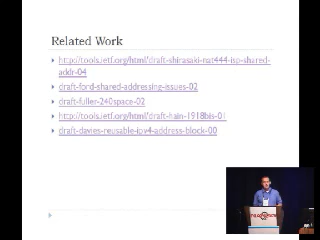 Related Work
http://tools.ietf.org/html/draft-shirasaki-nat444-isp-shared-
addr-04
draft-ford-shared-addressing-issues-02
draft-fuller-240space-02
http://tools.ietf.org/html/draft-hain-1918bis-01
draft-davies-reusable-ipv4-address-block-00